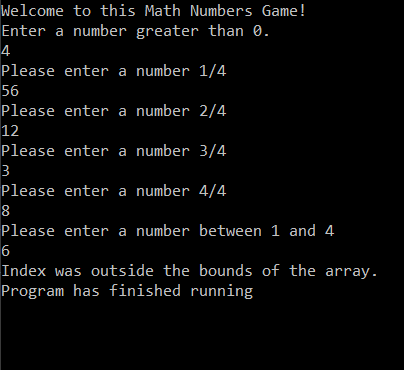 Welcome to this Math Numbers Game!
Enter a number greater than 0.
4
Please enter a number 1/4
56
Please enter a number 2/4
12
Please enter a number 3/4
3
Please enter a number 4/4
8
Please enter a number between 1 and 4
6
Index was outside the bounds of the array.
Program has finished running